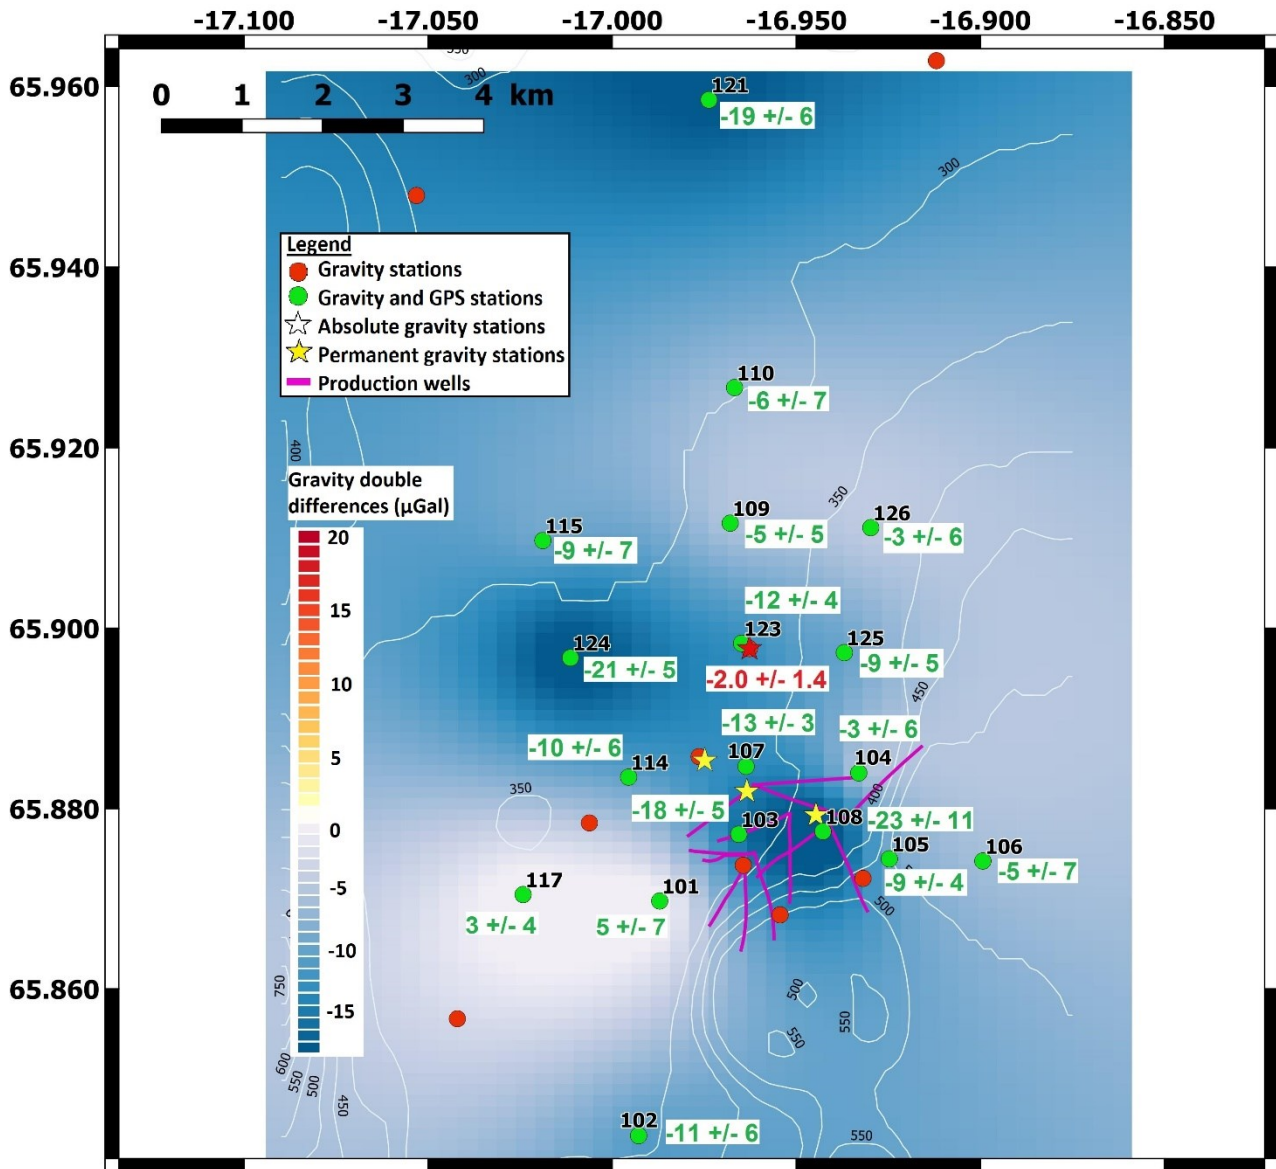 -17.100 -17.050 -17.000 -16.950 -16.900 -16.850
65.960
65.940
65.920
65.900
65.880
65.860
0 1 2 3 4 km
300
121
-19 +/- 6
300
Legend
Gravity stations
Gravity and GPS stations
Absolute gravity stations
Permanent gravity stations
Production wells
110
-6 +/- 7
400
Gravity double
differences (µGal)
20
15
10
5
0
-5
-10
-15
350
109
-5 +/- 5
126
-3 +/- 6
115
-9 +/- 7
-12 +/- 4
123
-2.0 +/- 1.4
125
-9 +/- 5
124
-21 +/- 5
450
-13 +/- 3
107
-3 +/- 6
104
-10 +/- 6
114
400
350
-18 +/- 5
103
108
-23 +/- 11
105
-9 +/- 4
106
-5 +/- 7
117
3 +/- 4
101
5 +/- 7
500
750
500
550
550
600
550
500
450
102
-11 +/- 6
550